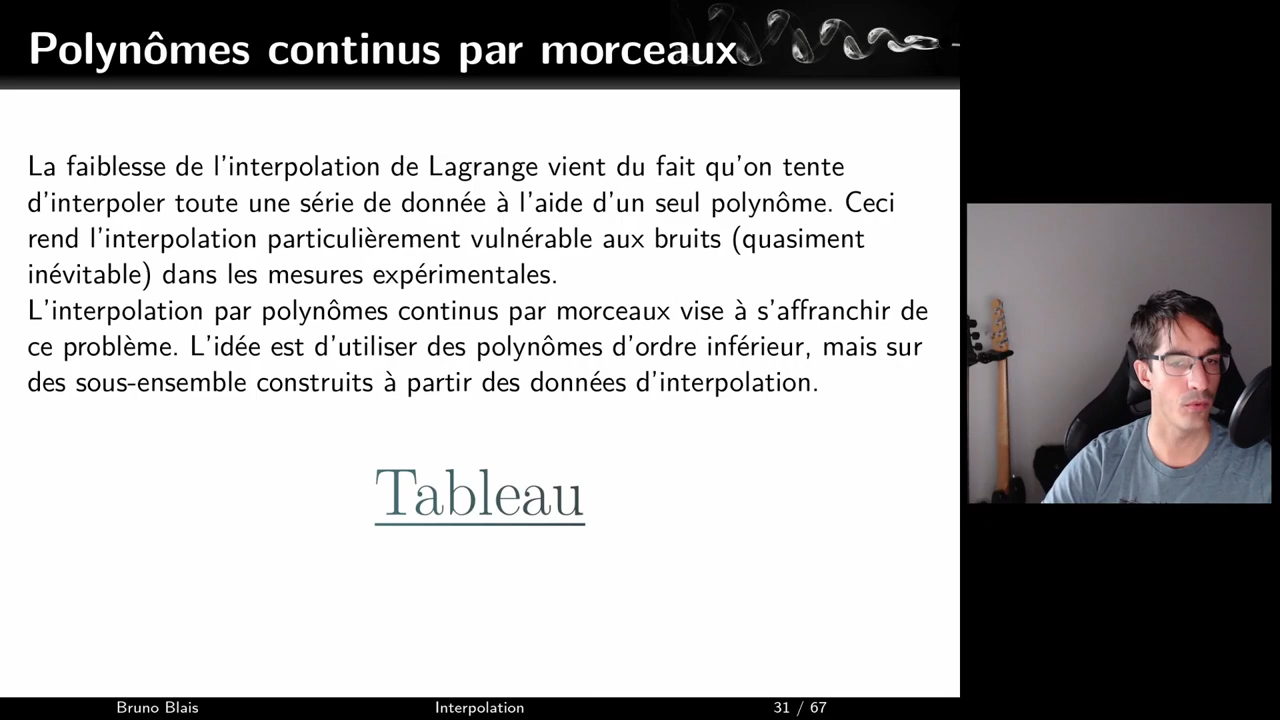 Polynômes continus par morceaux
La faiblesse de l'interpolation de Lagrange vient du fait qu'on tente
d'interpoler toute une série de donnée à l'aide d'un seul polynôme. Ceci
rend l'interpolation particulièrement vulnérable aux bruits (quasiment
inévitable) dans les mesures expérimentales.
L'interpolation par polynômes continus par morceaux vise à s'affranchir de
ce problème. L'idée est d'utiliser des polynômes d'ordre inférieur, mais sur
des sous-ensemble construits à partir des données d'interpolation.
Tableau
Bruno Blais Interpolation 31 / 67